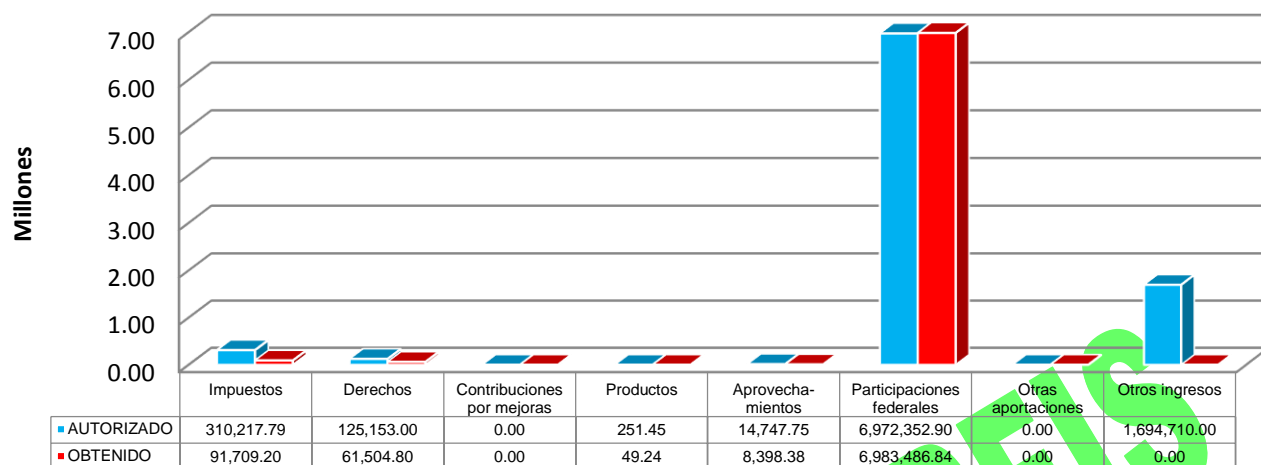 Millones
7.00
6.00
5.00
4.00
3.00
2.00
1.00
0.00
Impuestos Derechos Contribuciones por mejoras Productos Aprovecha-mientos Participaciones federales Otras aportaciones Otros ingresos
AUTORIZADO 310,217.79 125,153.00 0.00 251.45 14,747.75 6,972,352.90 0.00 1,694,710.00
OBTENIDO 91,709.20 61,504.80 0.00 49.24 8,398.38 6,983,486.84 0.00 0.00